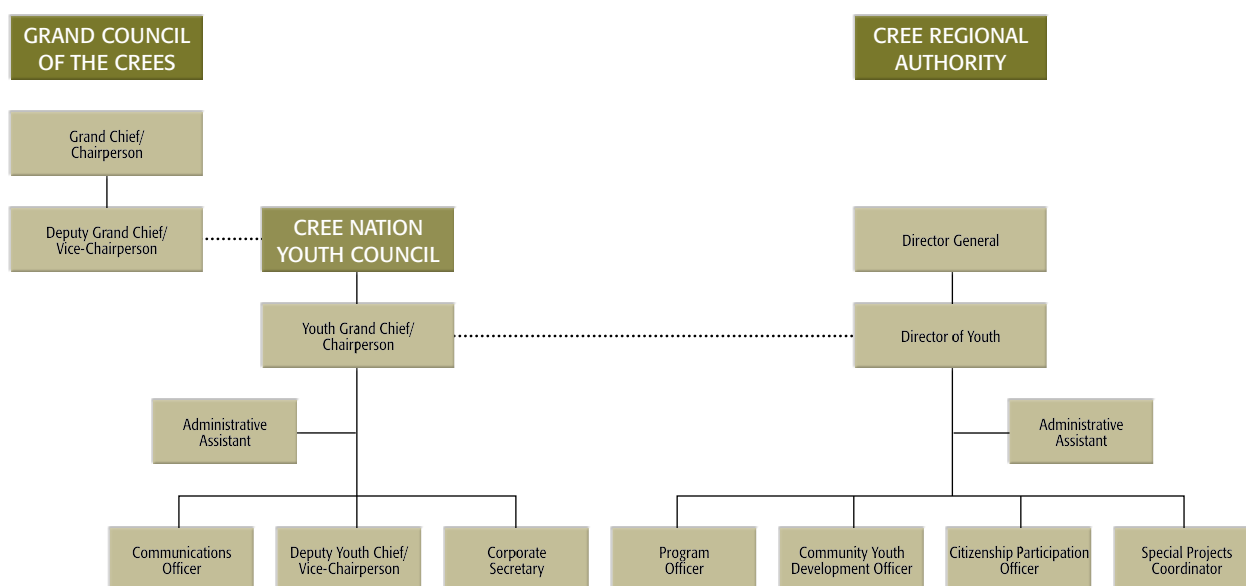 GRAND COUNCIL
OF THE CREES
CREE REGIONAL
AUTHORITY
Grand Chief/
Chairperson
Deputy Grand Chief/
Vice-Chairperson
CREE NATION
YOUTH COUNCIL
Director General
Youth Grand Chief/
Chairperson
Director of Youth
Administrative
Assistant
Administrative
Assistant
Communications
Officer
Deputy Youth Chief/
Vice-Chairperson
Corporate
Secretary
Program
Officer
Community Youth
Development Officer
Citizenship Participation
Officer
Special Projects
Coordinator